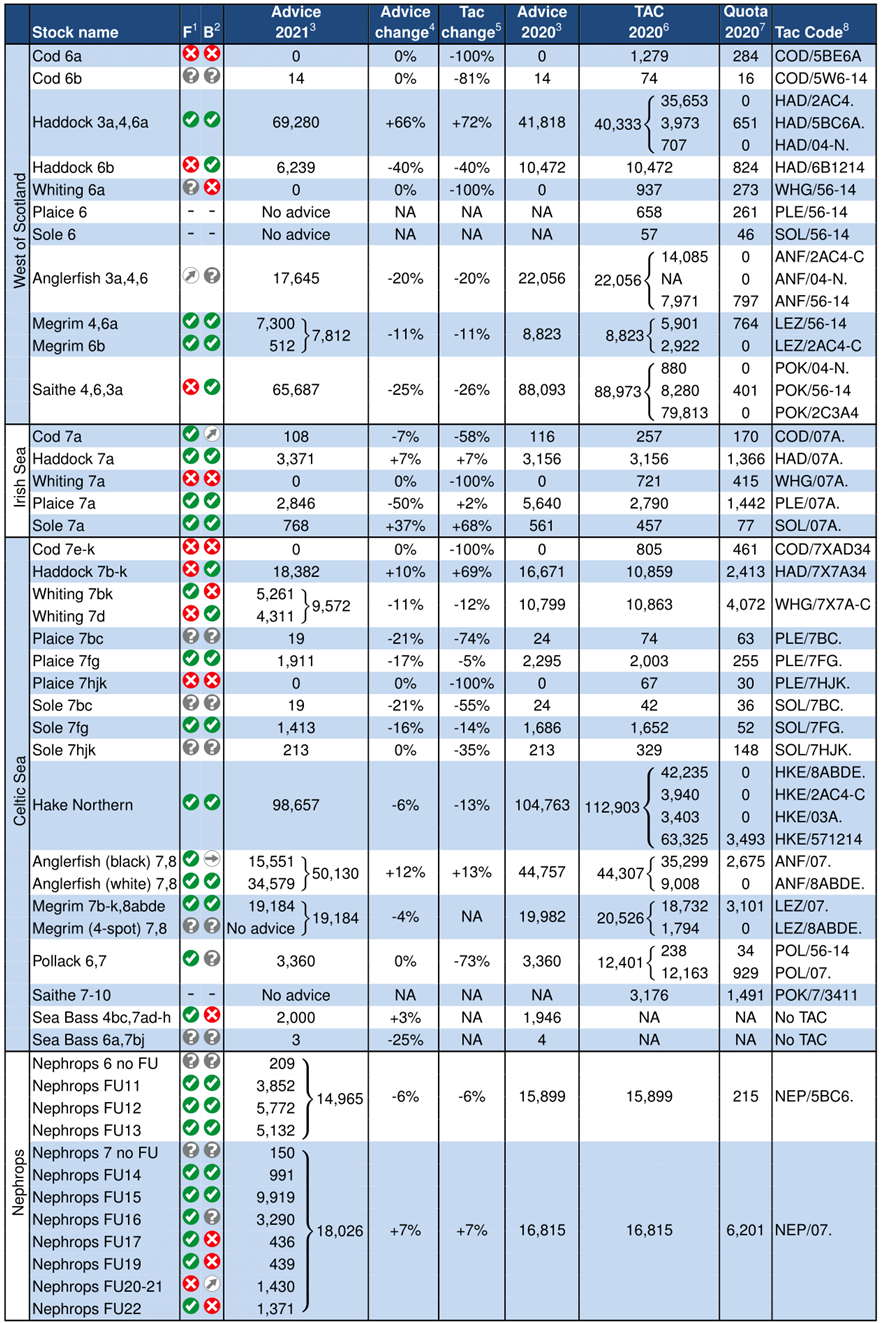 Stock name F¹ B² Advice 2021³ Advice change⁴ Tac change⁵ Advice 2020³ TAC 2020⁶ Quota 2020⁷ Tac Code⁸
West of Scotland
Cod 6a 0 0% -100% 0 1,279 284 COD/5BE6A
Cod 6b ? ? 14 0% -81% 14 74 16 COD/5W6-14
Haddock 3a,4,6a 69,280 +66% +72% 41,818 40,333 35,653 0 HAD/2AC4.
3,973 651 HAD/5BC6A.
707 0 HAD/04-N.
Haddock 6b 6,239 -40% -40% 10,472 10,472 824 HAD/6B1214
Whiting 6a ? 0 0% -100% 0 937 273 WHG/56-14
Plaice 6 - - No advice NA NA NA 658 261 PLE/56-14
Sole 6 - - No advice NA NA NA 57 46 SOL/56-14
Anglerfish 3a,4,6 ? 17,645 -20% -20% 22,056 22,056 14,085 0 ANF/2AC4-C
NA 0 ANF/04-N.
7,971 797 ANF/56-14
Megrim 4,6a 7,300 7,812 -11% -11% 8,823 8,823 5,901 764 LEZ/56-14
Megrim 6b 512 2,922 0 LEZ/2AC4-C
Saithe 4,6,3a 65,687 -25% -26% 88,093 88,973 880 0 POK/04-N.
8,280 401 POK/56-14
79,813 0 POK/2C3A4
Irish Sea
Cod 7a 108 -7% -58% 116 257 170 COD/07A.
Haddock 7a 3,371 +7% +7% 3,156 3,156 1,366 HAD/07A.
Whiting 7a 0 0% -100% 0 721 415 WHG/07A.
Plaice 7a 2,846 -50% +2% 5,640 2,790 1,442 PLE/07A.
Sole 7a 768 +37% +68% 561 457 77 SOL/07A.
Celtic Sea
Cod 7e-k 0 0% -100% 0 805 461 COD/7XAD34
Haddock 7b-k 18,382 +10% +69% 16,671 10,859 2,413 HAD/7X7A34
Whiting 7bk 5,261 9,572 -11% -12% 10,799 10,863 4,072 WHG/7X7A-C
Whiting 7d 4,311
Plaice 7bc ? ? 19 -21% -74% 24 74 63 PLE/7BC.
Plaice 7fg 1,911 -17% -5% 2,295 2,003 255 PLE/7FG.
Plaice 7hjk 0 0% -100% 0 67 30 PLE/7HJK.
Sole 7bc ? ? 19 -21% -55% 24 42 36 SOL/7BC.
Sole 7fg 1,413 -16% -14% 1,686 1,652 52 SOL/7FG.
Sole 7hjk ? ? 213 0% -35% 213 329 148 SOL/7HJK.
Hake Northern 98,657 -6% -13% 104,763 112,903 42,235 0 HKE/8ABDE.
3,940 0 HKE/2AC4-C
3,403 0 HKE/03A.
63,325 3,493 HKE/571214
Anglerfish (black) 7,8 15,551 50,130 +12% +13% 44,757 44,307 35,299 2,675 ANF/07.
Anglerfish (white) 7,8 34,579 9,008 0 ANF/8ABDE.
Megrim 7b-k,8abde 19,184 19,184 -4% NA 19,982 20,526 18,732 3,101 LEZ/07.
Megrim (4-spot) 7,8 ? ? No advice 1,794 0 LEZ/8ABDE.
Pollack 6,7 ? 3,360 0% -73% 3,360 12,401 238 34 POL/56-14
12,163 929 POL/07.
Saithe 7-10 - - No advice NA NA NA 3,176 1,491 POK/7/3411
Sea Bass 4bc,7ad-h 2,000 +3% NA 1,946 NA NA No TAC
Sea Bass 6a,7bj ? ? 3 -25% NA 4 NA NA No TAC
Nephrops
Nephrops 6 no FU ? ? 209 14,965 -6% -6% 15,899 15,899 215 NEP/5BC6.
Nephrops FU11 3,852
Nephrops FU12 5,772
Nephrops FU13 5,132
Nephrops 7 no FU ? ? 150 18,026 +7% +7% 16,815 16,815 6,201 NEP/07.
Nephrops FU14 991
Nephrops FU15 9,919
Nephrops FU16 ? 3,290
Nephrops FU17 436
Nephrops FU19 439
Nephrops FU20-21 1,430
Nephrops FU22 1,371